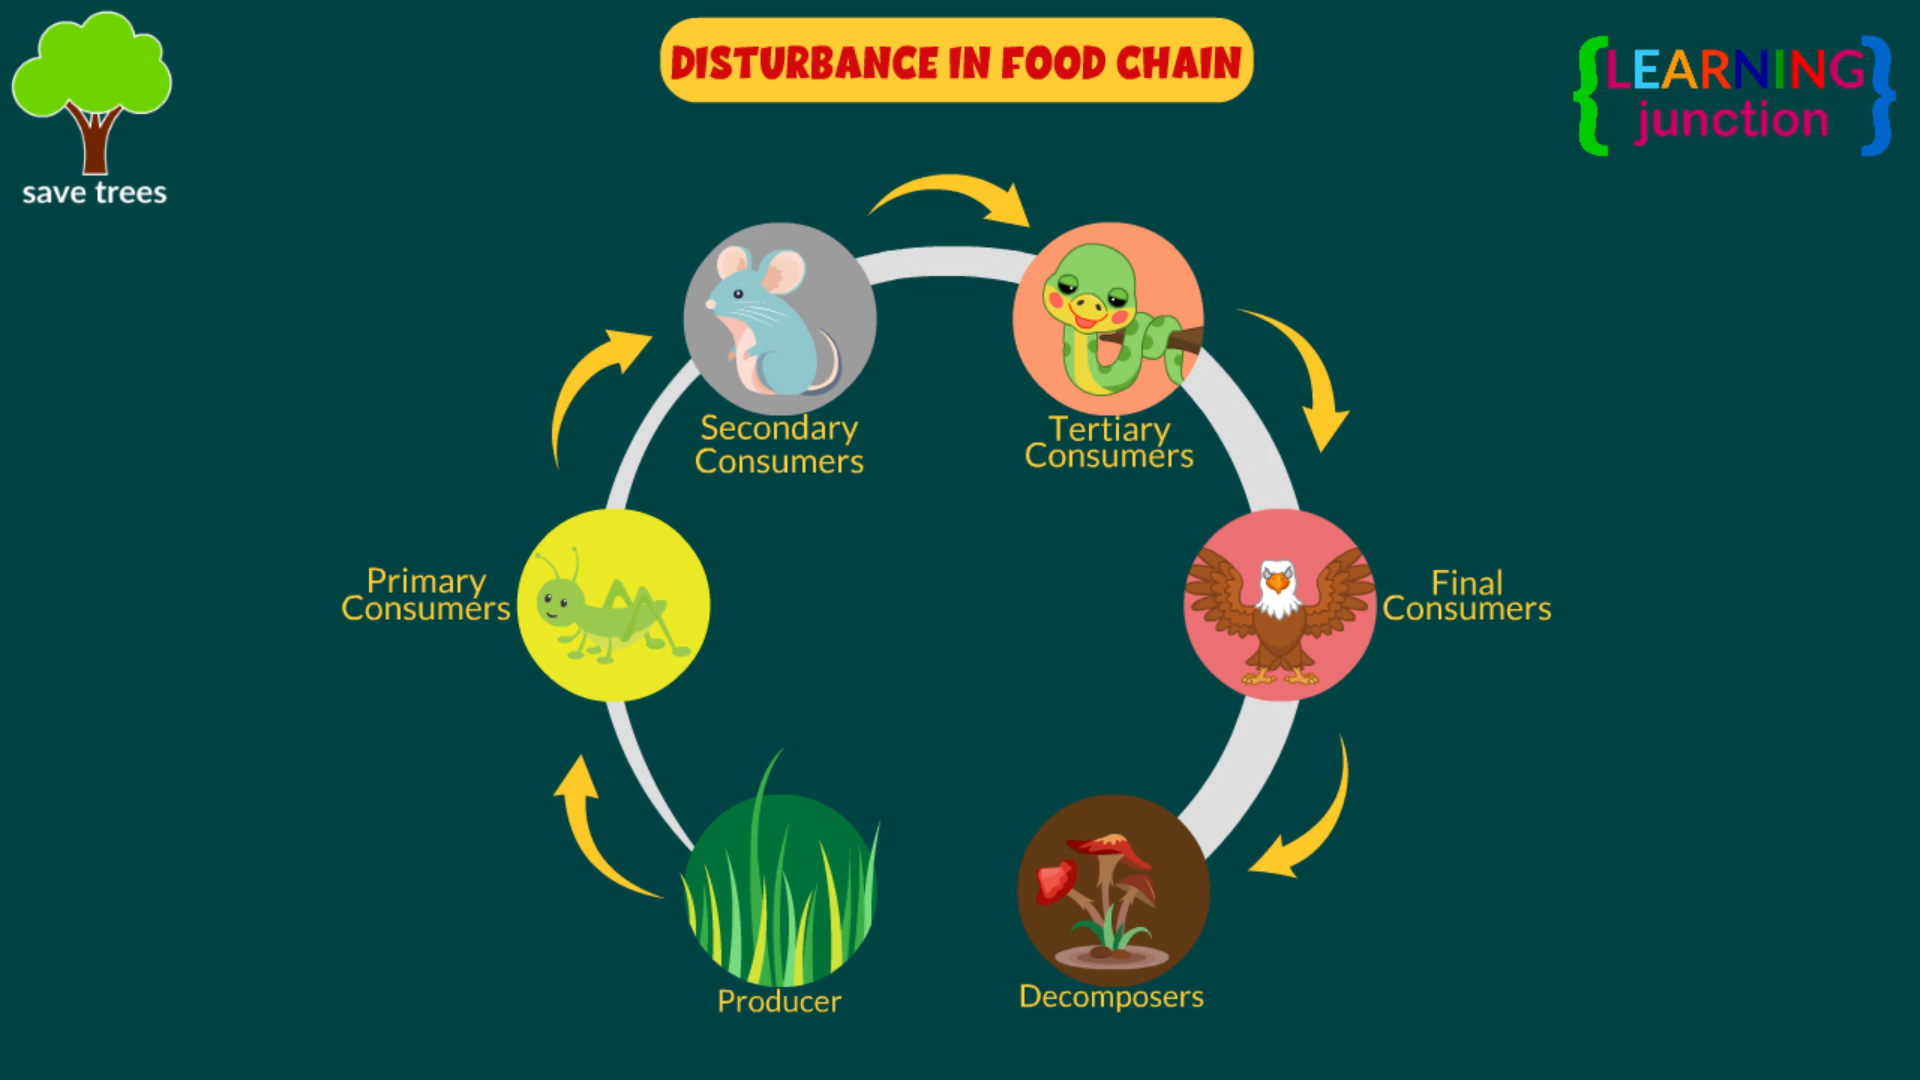 DISTURBANCE IN FOOD CHAIN
{LEARNING}
junction
save trees
Secondary
Consumers
Tertiary
Consumers
Primary
Consumers
Final
Consumers
Producer
Decomposers